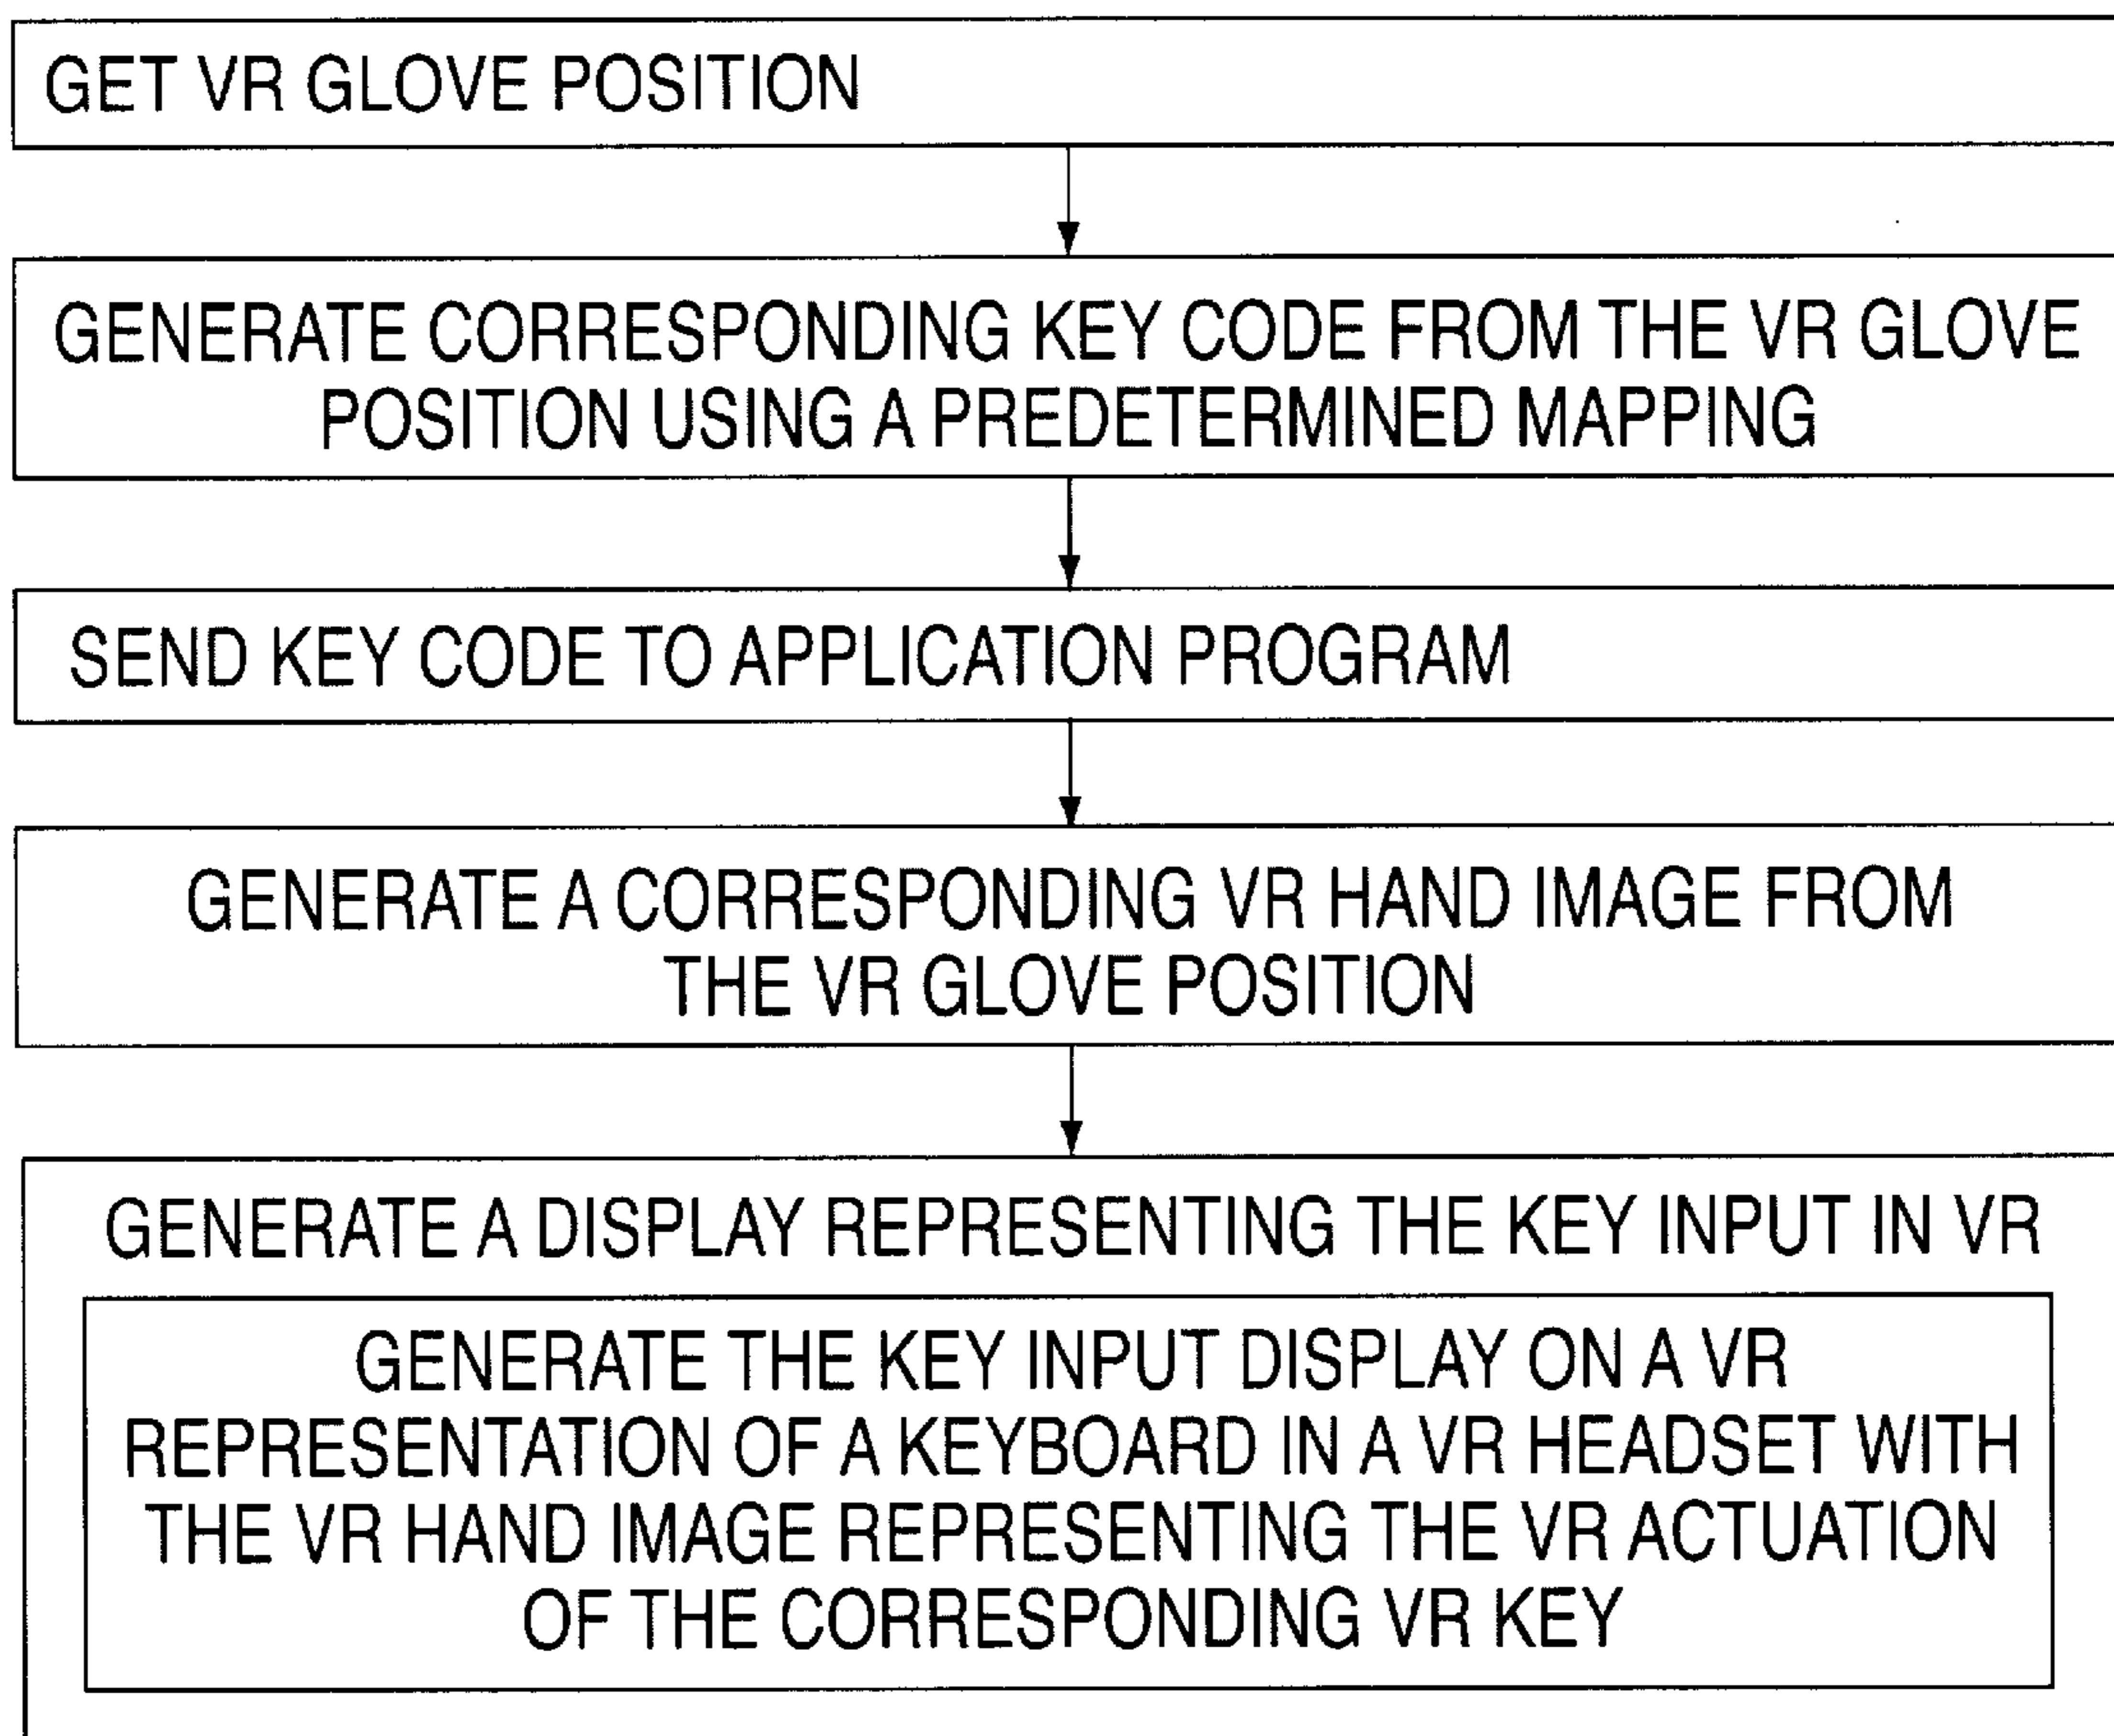 GET VR GLOVE POSITION
GENERATE CORRESPONDING KEY CODE FROM THE VR GLOVE
POSITION USING A PREDETERMINED MAPPING
SEND KEY CODE TO APPLICATION PROGRAM
GENERATE A CORRESPONDING VR HAND IMAGE FROM
THE VR GLOVE POSITION
GENERATE A DISPLAY REPRESENTING THE KEY INPUT IN VR
GENERATE THE KEY INPUT DISPLAY ON A VR
REPRESENTATION OF A KEYBOARD IN A VR HEADSET WITH
THE VR HAND IMAGE REPRESENTING THE VR ACTUATION
OF THE CORRESPONDING VR KEY